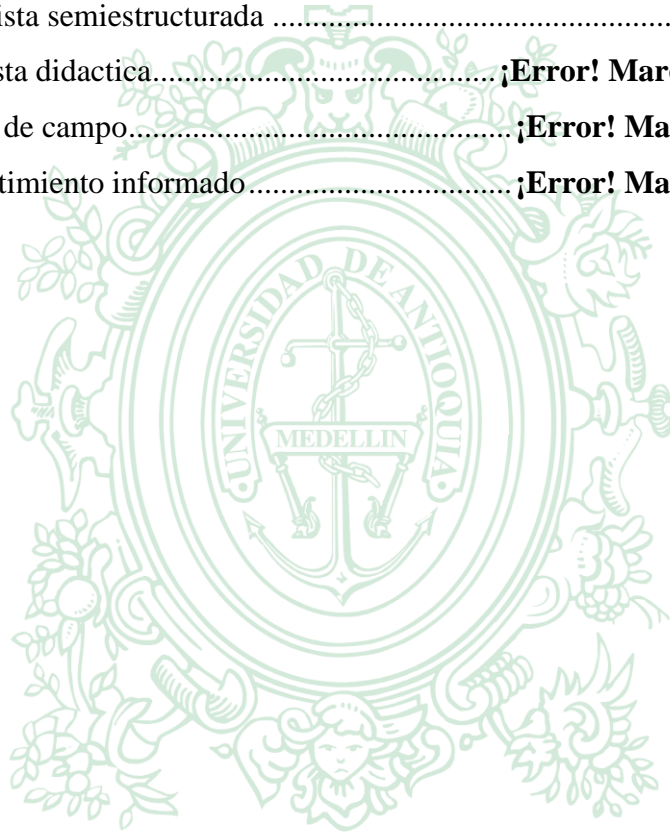 ista semiestructurada ..........................................
sta didactica..........................................¡Error! Marc
de campo...............................................¡Error! Ma
timiento informado................................¡Error! Ma
UNIVERSIDAD DE ANTIOQUIA
MEDELLIN